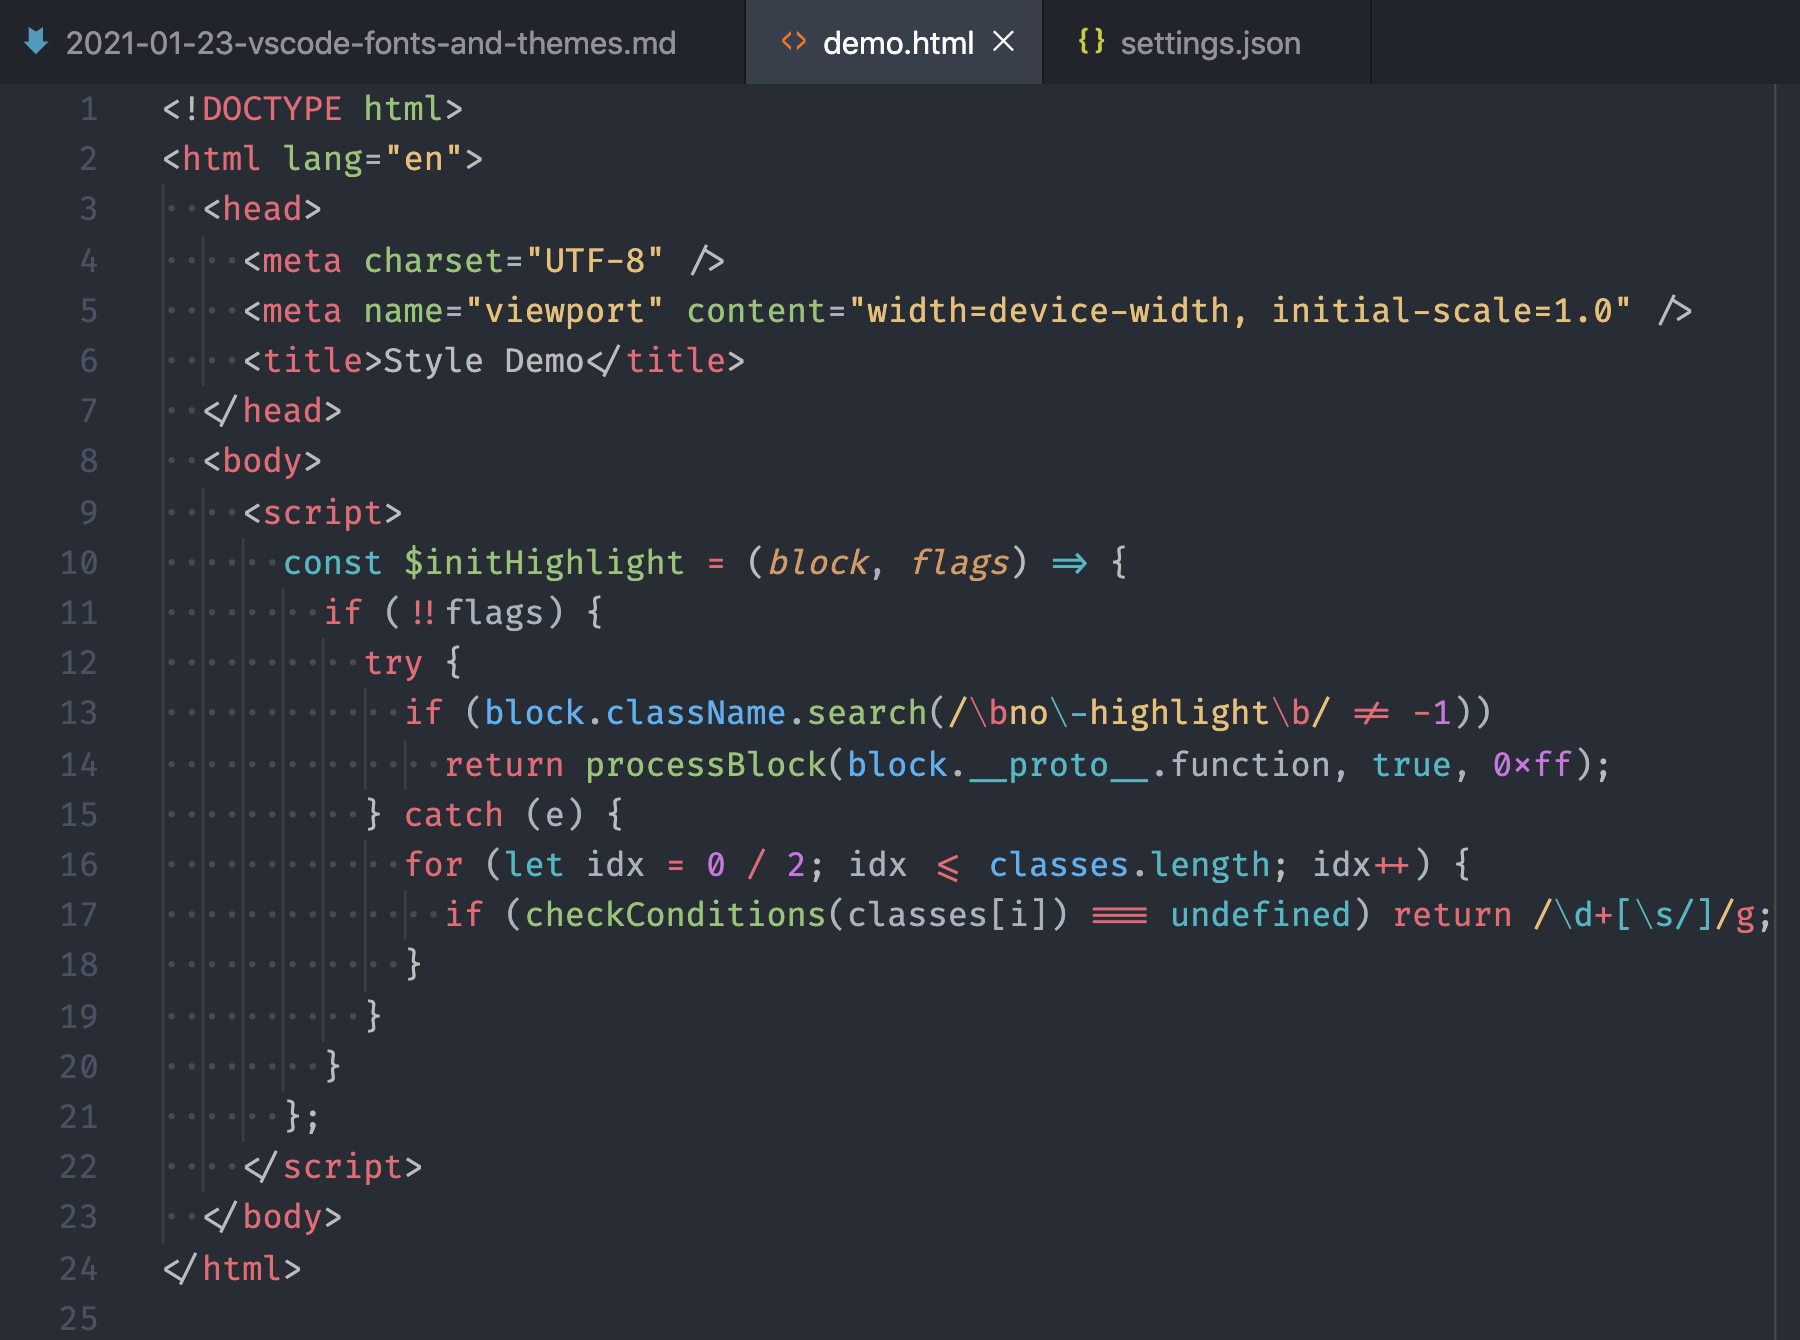 2021-01-23-vscode-fonts-and-themes.md <> demo.html × {} settings.json
1 <!DOCTYPE html>
2 <html lang="en">
3 ··<head>
4 ····<meta charset="UTF-8" />
5 ····<meta name="viewport" content="width=device-width, initial-scale=1.0" />
6 ····<title>Style Demo</title>
7 ··</head>
8 ··<body>
9 ····<script>
10 ······const $initHighlight = (block, flags) => {
11 ········if (!!flags) {
12 ··········try {
13 ············if (block.className.search(/\bno\-highlight\b/ != -1))
14 ··············return processBlock(block.__proto__.function, true, 0xff);
15 ··········} catch (e) {
16 ············for (let idx = 0 / 2; idx <= classes.length; idx++) {
17 ··············if (checkConditions(classes[i]) === undefined) return /\d+[\s/]/g;
18 ············}
19 ··········}
20 ········}
21 ······};
22 ····</script>
23 ··</body>
24 </html>
25